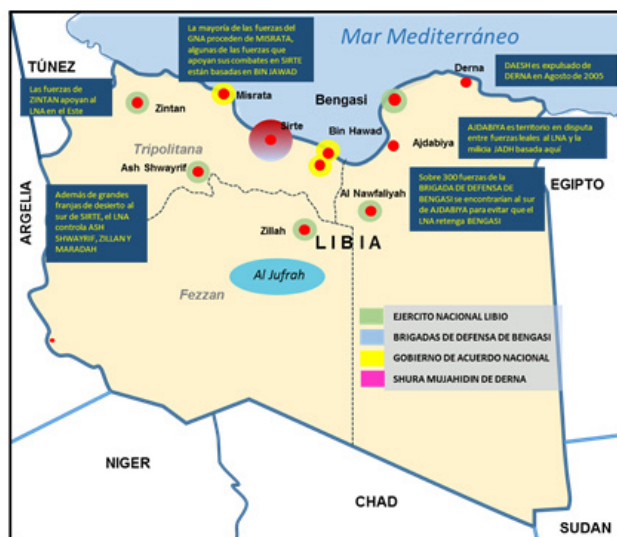 Mar Mediterráneo
TÚNEZ
La mayoría de las fuerzas del
GNA proceden de MISRATA,
algunas de las fuerzas que
apoyan sus combates en SIRTE
están basadas en BIN JAWAD
Derna
DAESH es expulsado de
DERNA en Agosto de 2005
Las fuerzas de
ZINTAN apoyan al
LNA en el Este
Zintan
Misrata
Bengasi
Sirte
Bin Hawad
Ajdabiya
AJDABIYA es territorio en disputa
entre fuerzas leales al LNA y la
milicia JADH basada aquí
Tripolitana
Ash Shwayrif
ARGELIA
Además de grandes
franjas de desierto al
sur de SIRTE, el LNA
controla ASH
SHWAYRIF, ZILLAN Y
MARADAH
Al Nawfaliyah
Sobre 300 fuerzas de la
BRIGADA DE DEFENSA DE
BENGASI se encontrarían al sur
de AJDABIYA para evitar que el
LNA retenga BENGASI
EGIPTO
Zillah
LIBIA
Al Jufrah
Fezzan
EJERCITO NACIONAL LIBIO
BRIGADAS DE DEFENSA DE BENGASI
GOBIERNO DE ACUERDO NACIONAL
SHURA MUJAHIDIN DE DERNA
NIGER
CHAD
SUDAN